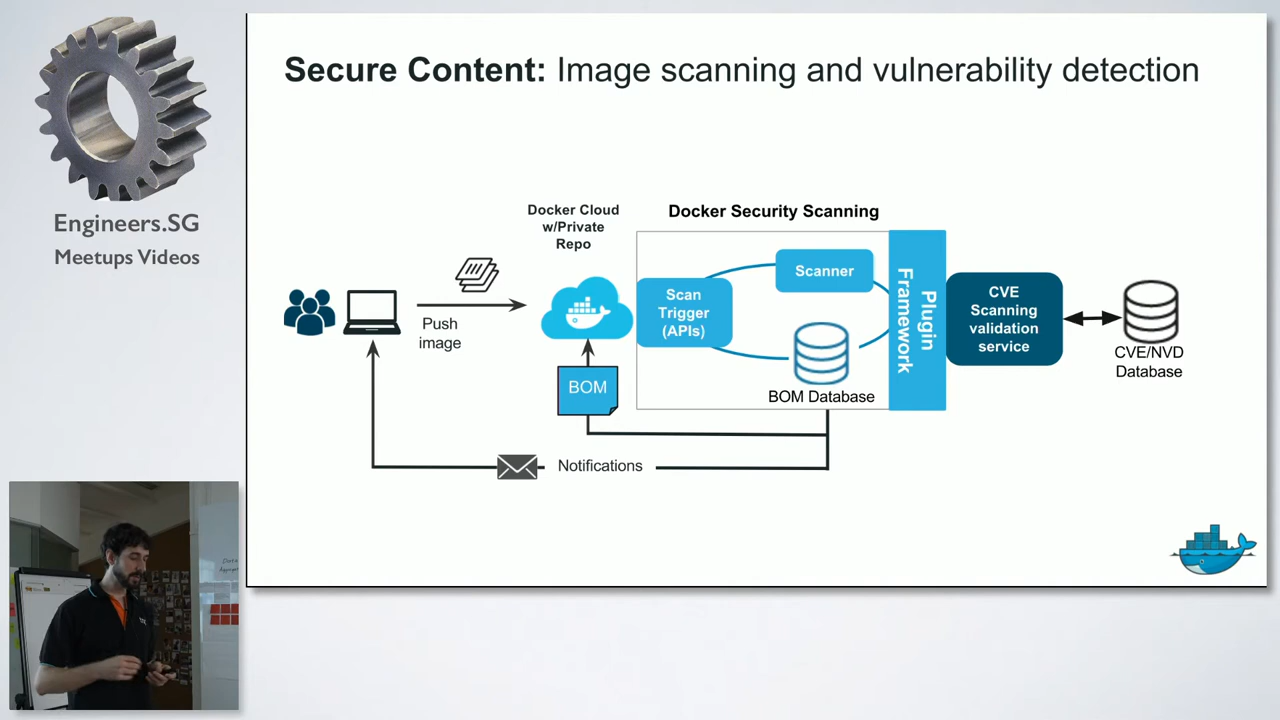 Secure Content: Image scanning and vulnerability detection
Engineers.SG
Meetups Videos
Docker Cloud
w/Private
Repo
Docker Security Scanning
Push
image
BOM
Scan
Trigger
(APIs)
Scanner
BOM Database
Plugin
Framework
CVE
Scanning
validation
service
CVE/NVD
Database
Notifications